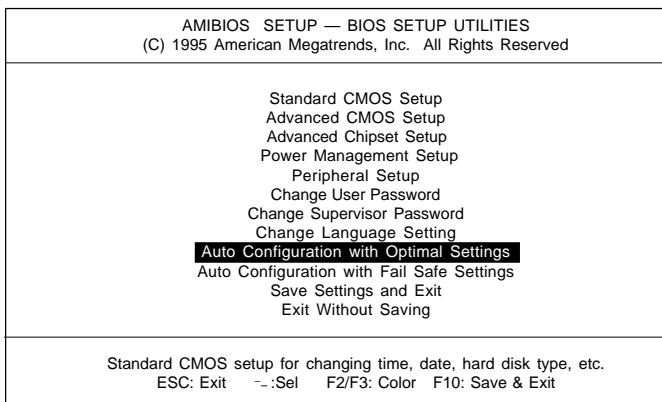 AMIBIOS SETUP — BIOS SETUP UTILITIES
(C) 1995 American Megatrends, Inc. All Rights Reserved
Standard CMOS Setup
Advanced CMOS Setup
Advanced Chipset Setup
Power Management Setup
Peripheral Setup
Change User Password
Change Supervisor Password
Change Language Setting
Auto Configuration with Optimal Settings
Auto Configuration with Fail Safe Settings
Save Settings and Exit
Exit Without Saving
Standard CMOS setup for changing time, date, hard disk type, etc.
ESC: Exit ¯_ :Sel F2/F3: Color F10: Save & Exit